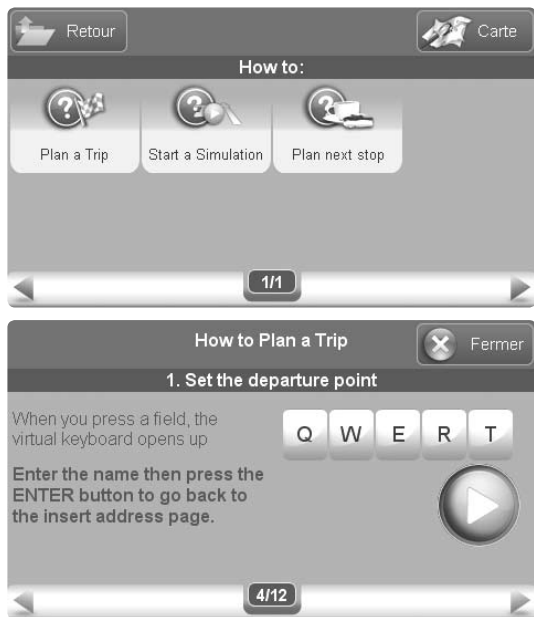 Retour
Carte
How to:
Plan a Trip
Start a Simulation
Plan next stop
1/1
How to Plan a Trip
Fermer
1. Set the departure point
When you press a field, the
virtual keyboard opens up
Q W E R T
Enter the name then press the
ENTER button to go back to
the insert address page.
4/12